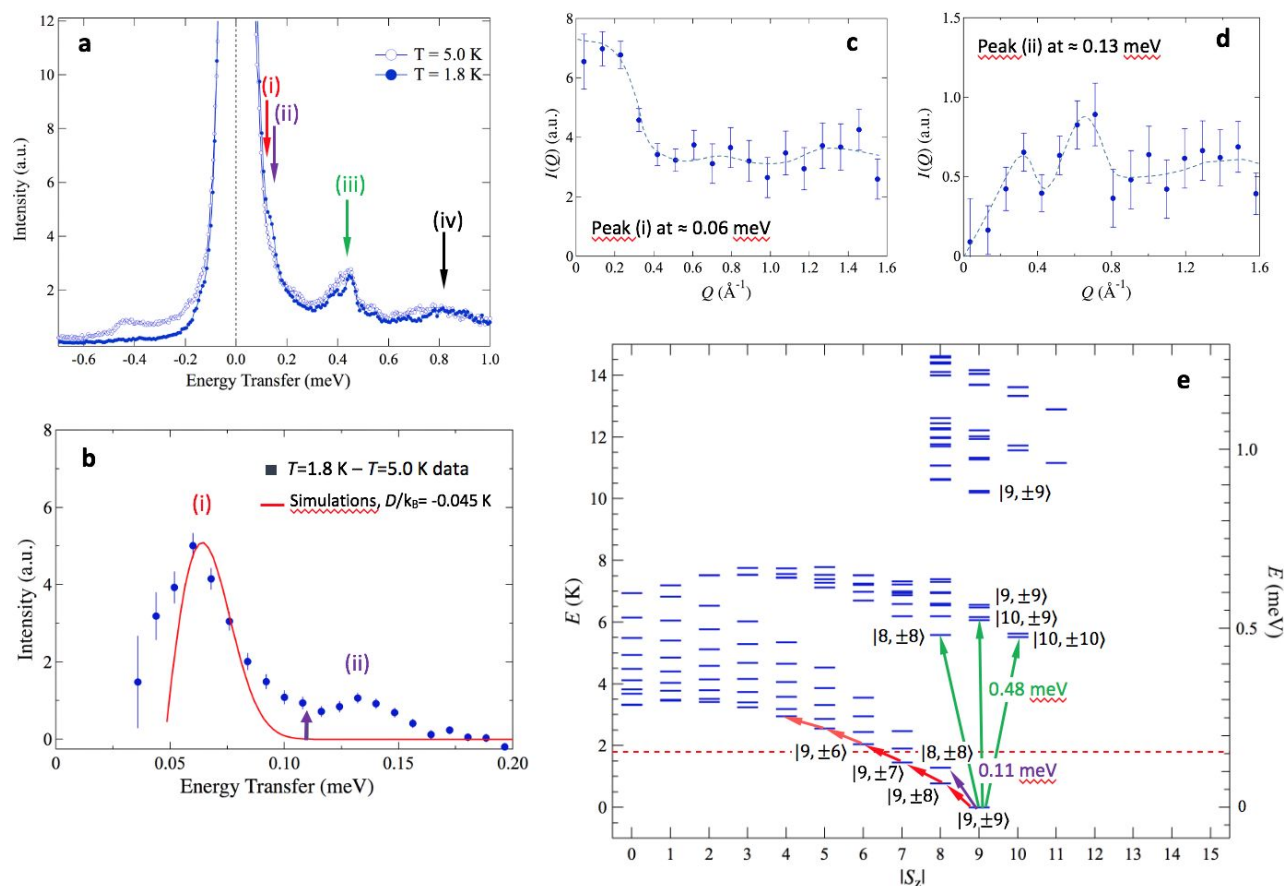 a
T = 5.0 K
T = 1.8 K
(i)
(ii)
(iii)
(iv)
Intensity (a.u.)
12
10
8
6
4
2
-0.6 -0.4 -0.2 0.0 0.2 0.4 0.6 0.8 1.0
Energy Transfer (meV)
c
I(Q) (a.u.)
8
6
4
2
0
Peak (i) at ≈ 0.06 meV
0 0.2 0.4 0.6 0.8 1.0 1.2 1.4 1.6
Q (Å⁻¹)
d
Peak (ii) at ≈ 0.13 meV
I(Q) (a.u.)
1.5
1.0
0.5
0
0 0.4 0.8 1.2 1.6
Q (Å⁻¹)
b
T=1.8 K – T=5.0 K data
Simulations, D/kB= -0.045 K
(i)
(ii)
Intensity (a.u.)
8
6
4
2
0
0 0.05 0.10 0.15 0.20
Energy Transfer (meV)
e
E (K)
14
12
10
8
6
4
2
0
|9, ±9⟩
|9, ±9⟩
|10, ±9⟩
|10, ±10⟩
|8, ±8⟩
0.48 meV
|9, ±6⟩
|8, ±8⟩
|9, ±7⟩
0.11 meV
|9, ±8⟩
|9, ±9⟩
1.0
0.5
0
E (meV)
0 1 2 3 4 5 6 7 8 9 10 11 12 13 14 15
|Sz|